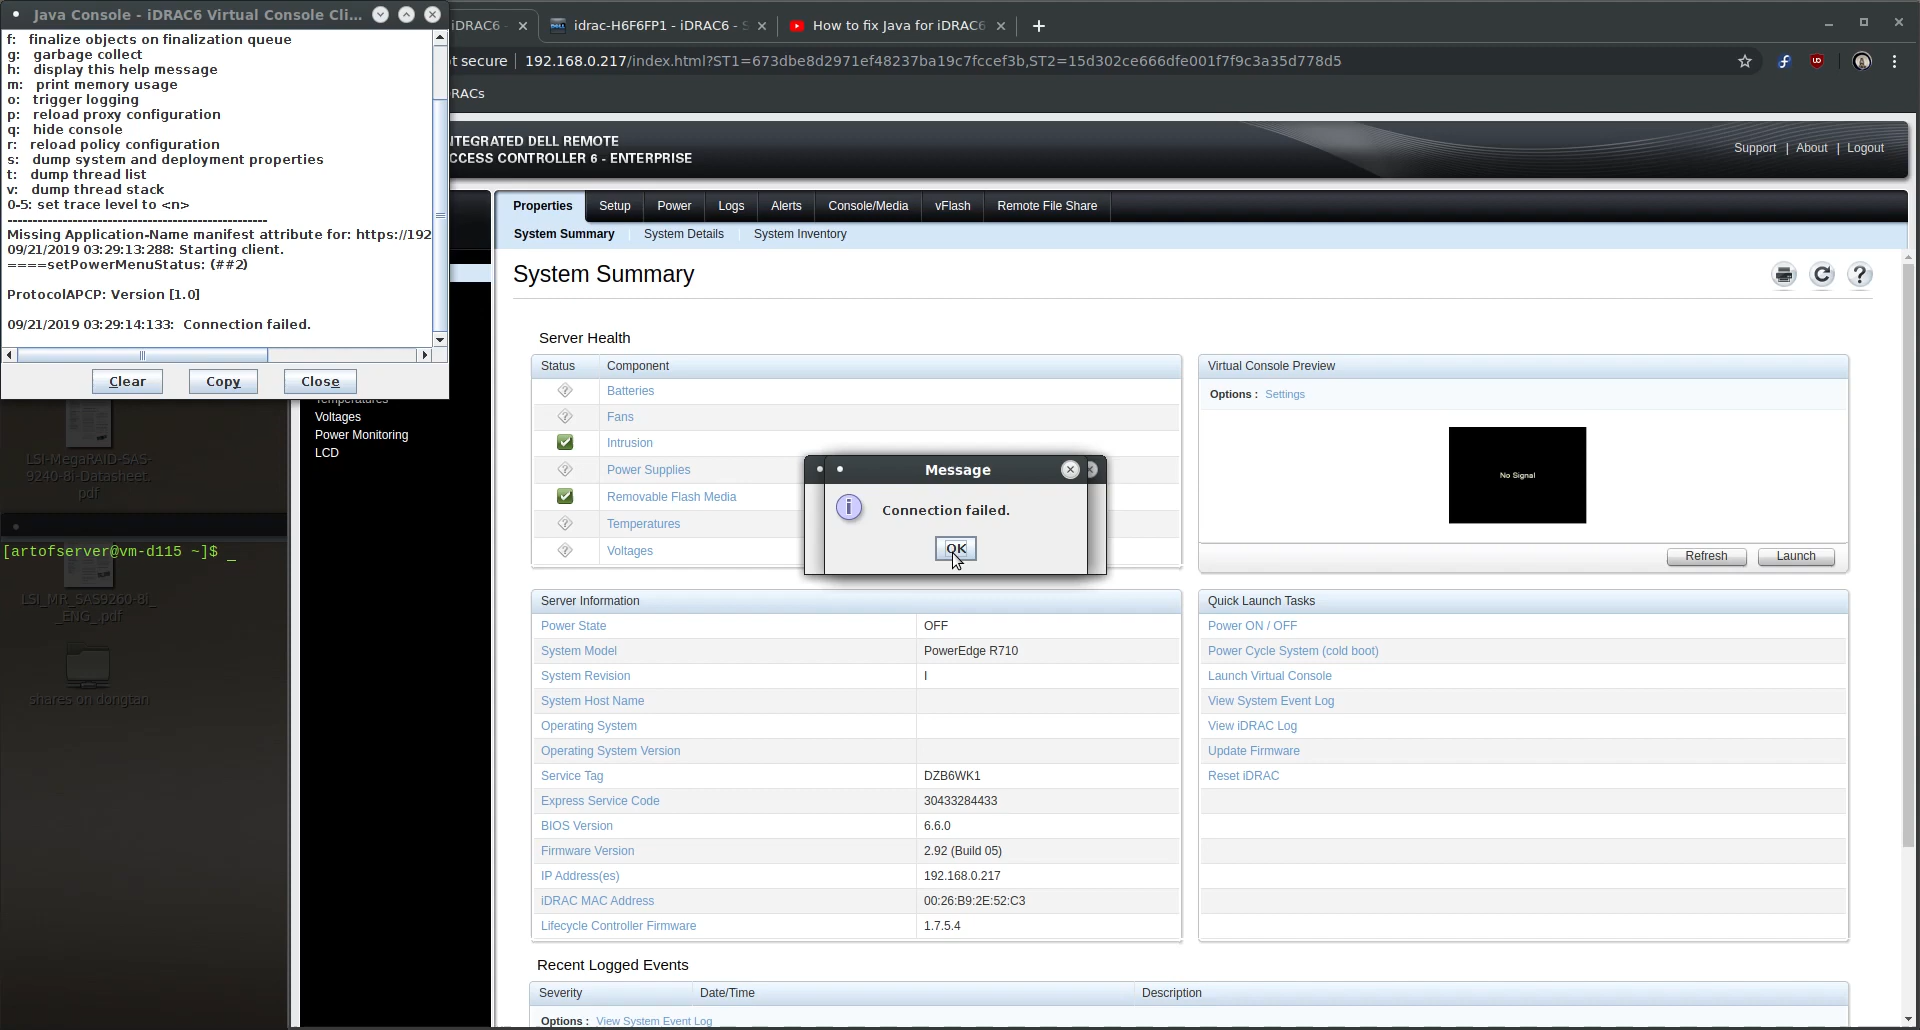 Java Console - iDRAC6 Virtual Console Cli...
f: finalize objects on finalization queue
g: garbage collect
h: display this help message
m: print memory usage
o: trigger logging
p: reload proxy configuration
q: hide console
r: reload policy configuration
s: dump system and deployment properties
t: dump thread list
v: dump thread stack
0-5: set trace level to <n>
----------------------------------------------------
Missing Application-Name manifest attribute for: https://192
09/21/2019 03:29:13:288: Starting client.
====setPowerMenuStatus: (##2)
ProtocolAPCP: Version [1.0]
09/21/2019 03:29:14:133: Connection failed.
Clear Copy Close
iDRAC6 - idrac-H6F6FP1 - iDRAC6 - S How to fix Java for iDRAC6
t secure | 192.168.0.217/index.html?ST1=673dbe8d2971ef48237ba19c7fccef3b,ST2=15d302ce666dfe001f7f9c3a35d778d5
RACs
NTEGRATED DELL REMOTE
CCESS CONTROLLER 6 - ENTERPRISE
Support | About | Logout
Properties Setup Power Logs Alerts Console/Media vFlash Remote File Share
System Summary System Details System Inventory
Temperatures
Voltages
Power Monitoring
LCD
LSI-MegaRAID-SAS-
9240-8i-Datasheet.
pdf
[artofserver@vm-d115 ~]$ _
LSI_MR_SAS9260-8i_
_ENG_.pdf
shares on dongtan
System Summary
Server Health
Status Component
Batteries
Fans
Intrusion
Power Supplies
Removable Flash Media
Temperatures
Voltages
Message
Connection failed.
OK
Virtual Console Preview
Options : Settings
No Signal
Refresh Launch
Server Information
Power State OFF
System Model PowerEdge R710
System Revision I
System Host Name
Operating System
Operating System Version
Service Tag DZB6WK1
Express Service Code 30433284433
BIOS Version 6.6.0
Firmware Version 2.92 (Build 05)
IP Address(es) 192.168.0.217
iDRAC MAC Address 00:26:B9:2E:52:C3
Lifecycle Controller Firmware 1.7.5.4
Quick Launch Tasks
Power ON / OFF
Power Cycle System (cold boot)
Launch Virtual Console
View System Event Log
View iDRAC Log
Update Firmware
Reset iDRAC
Recent Logged Events
Severity Date/Time Description
Options : View System Event Log